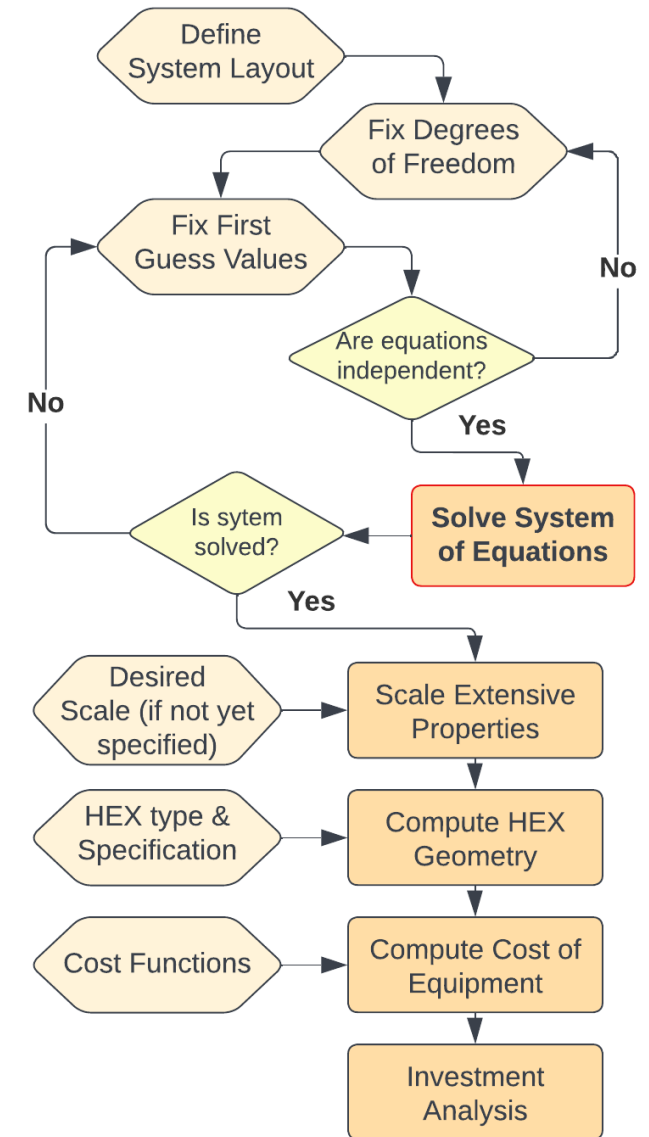 Define
System Layout
Fix Degrees
of Freedom
Fix First
Guess Values
No
Are equations
independent?
No
Yes
Is sytem
solved?
Solve System
of Equations
Yes
Desired
Scale (if not yet
specified)
Scale Extensive
Properties
HEX type &
Specification
Compute HEX
Geometry
Cost Functions
Compute Cost of
Equipment
Investment
Analysis